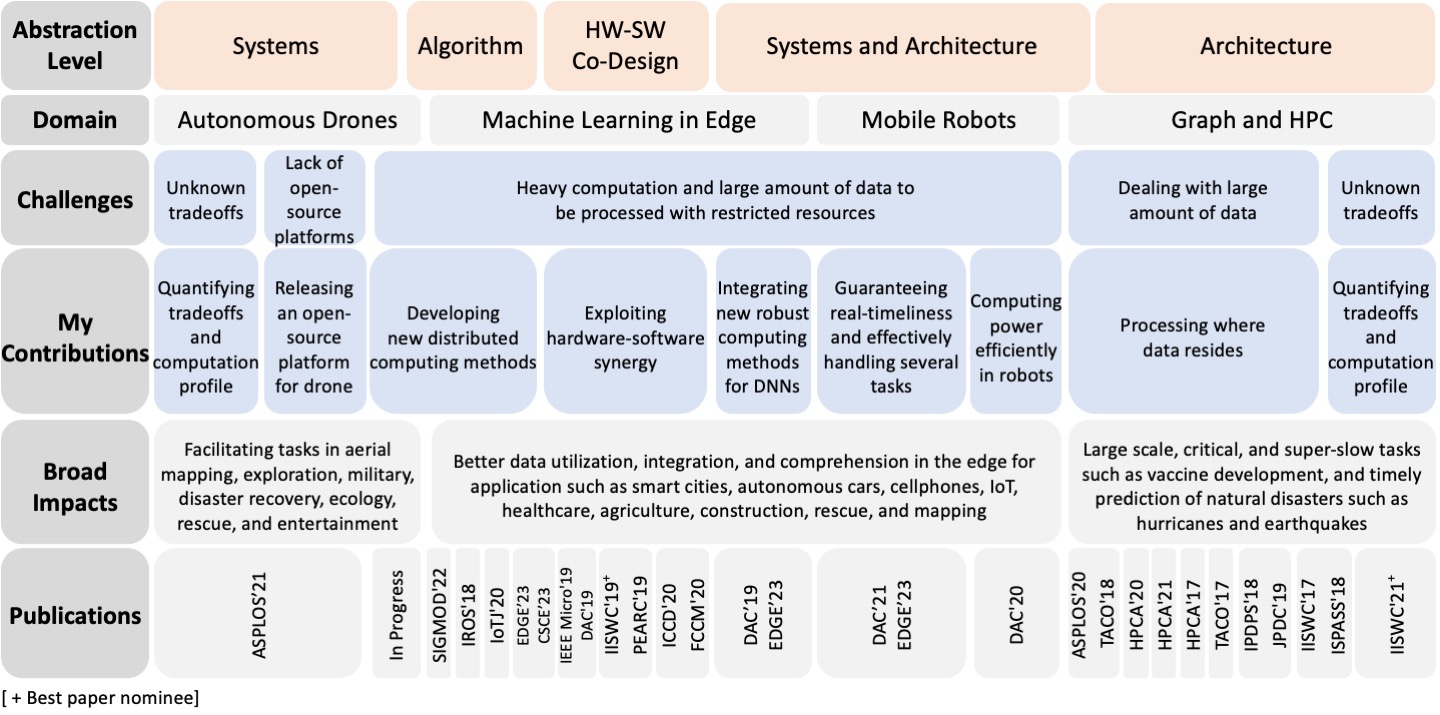 Abstraction
Level
Systems
Algorithm
HW-SW
Co-Design
Systems and Architecture
Architecture
Domain
Autonomous Drones
Machine Learning in Edge
Mobile Robots
Graph and HPC
Challenges
Unknown
tradeoffs
Lack of
open-
source
platforms
Heavy computation and large amount of data to
be processed with restricted resources
Dealing with large
amount of data
Unknown
tradeoffs
My
Contributions
Quantifying
tradeoffs
and
computation
profile
Releasing
an open-
source
platform
for drone
Developing
new distributed
computing methods
Exploiting
hardware-software
synergy
Integrating
new robust
computing
methods
for DNNs
Guaranteeing
real-timeliness
and effectively
handling several
tasks
Computing
power
efficiently
in robots
Processing where
data resides
Quantifying
tradeoffs
and
computation
profile
Broad
Impacts
Facilitating tasks in aerial
mapping, exploration, military,
disaster recovery, ecology,
rescue, and entertainment
Better data utilization, integration, and comprehension in the edge for
application such as smart cities, autonomous cars, cellphones, IoT,
healthcare, agriculture, construction, rescue, and mapping
Large scale, critical, and super-slow tasks
such as vaccine development, and timely
prediction of natural disasters such as
hurricanes and earthquakes
Publications
ASPLOS'21
In Progress
SIGMOD'22
IROS'18
IoTJ'20
EDGE'23
CSCE'23
IEEE Micro'19
DAC'19
IISWC'19+
PEARC'19
ICCD'20
FCCM'20
DAC'19
EDGE'23
DAC'21
EDGE'23
DAC'20
ASPLOS'20
TACO'18
HPCA'20
HPCA'21
HPCA'17
TACO'17
IPDPS'18
JPDC'19
IISWC'17
ISPASS'18
IISWC'21+
[ + Best paper nominee]